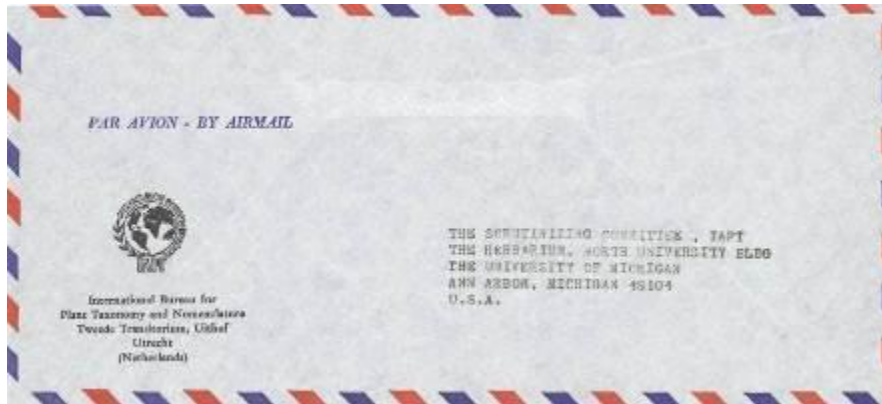 PAR AVION - BY AIRMAIL
International Bureau for
Plant Taxonomy and Nomenclature
Tweede Transitorium, Uithof
Utrecht
(Netherlands)
THE SCRUTINIZING COMMITTEE , IAPT
THE HERBARIUM, NORTH UNIVERSITY BLDG
THE UNIVERSITY OF MICHIGAN
ANN ARBOR, MICHIGAN 48104
U.S.A.